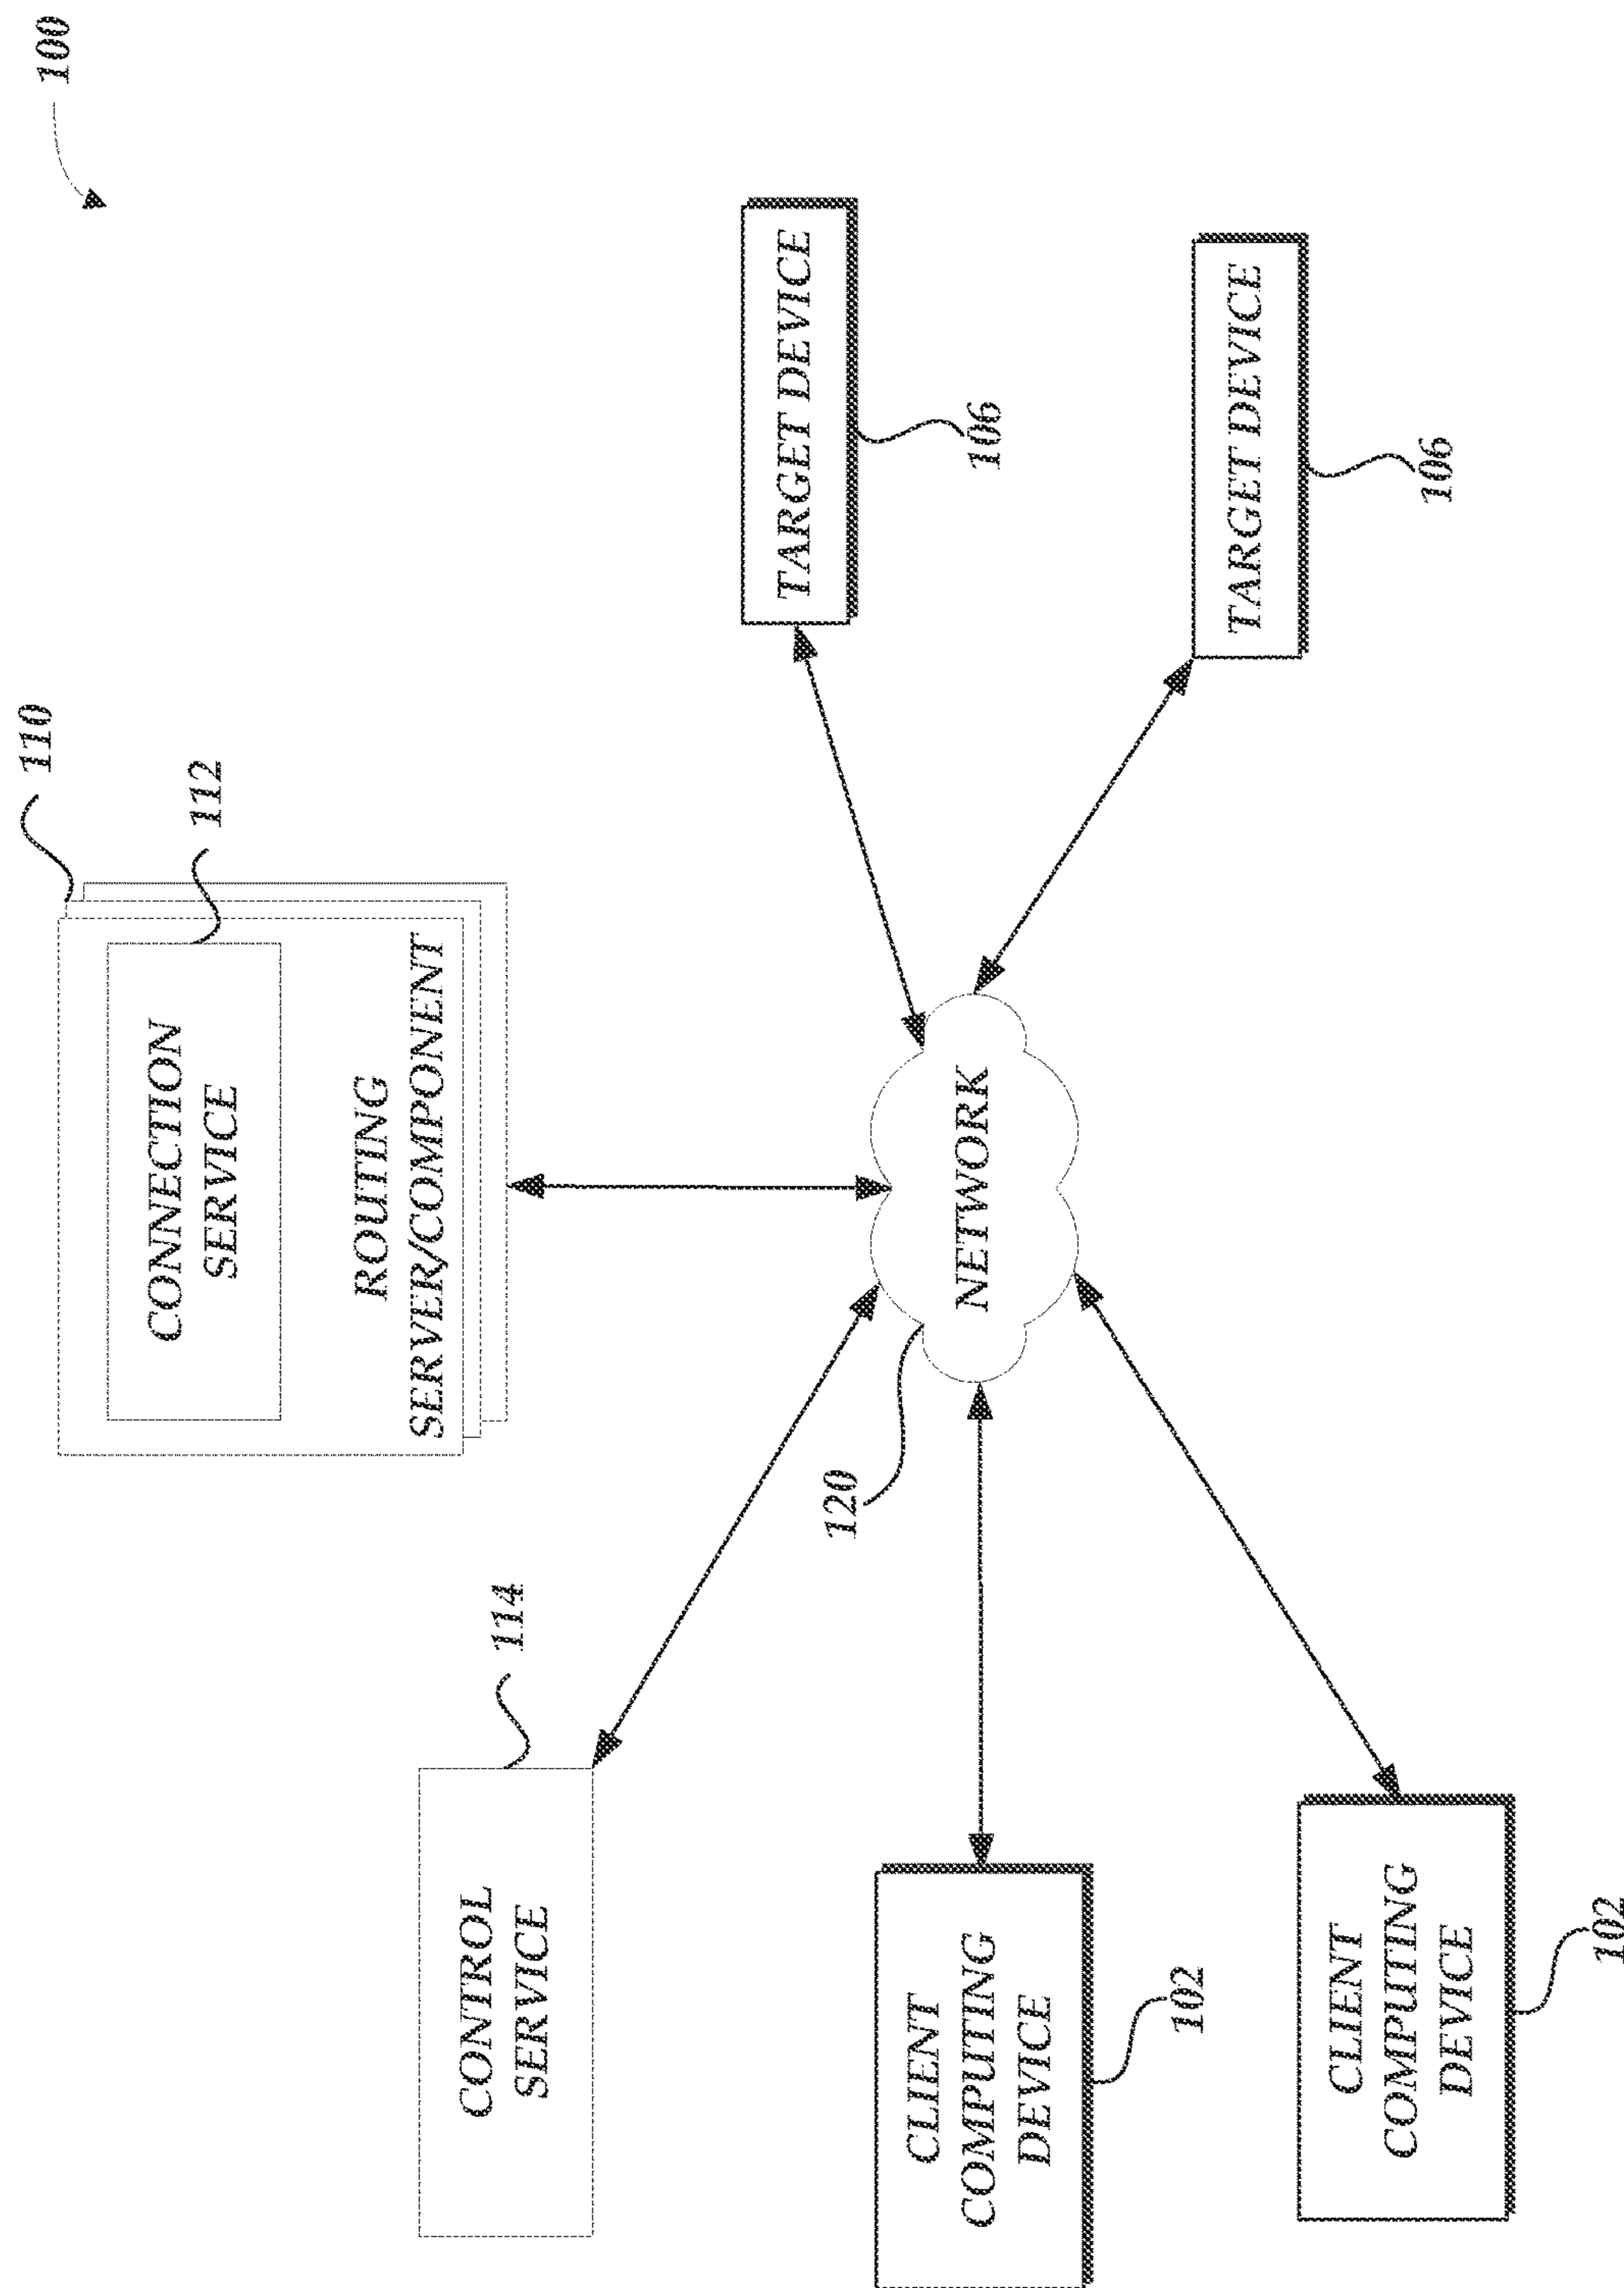 100
110
112
CONNECTION
SERVICE
ROUTING
SERVER/COMPONENT
114
CONTROL
SERVICE
TARGET DEVICE
106
120
NETWORK
CLIENT
COMPUTING
DEVICE
102
TARGET DEVICE
106
CLIENT
COMPUTING
DEVICE
102